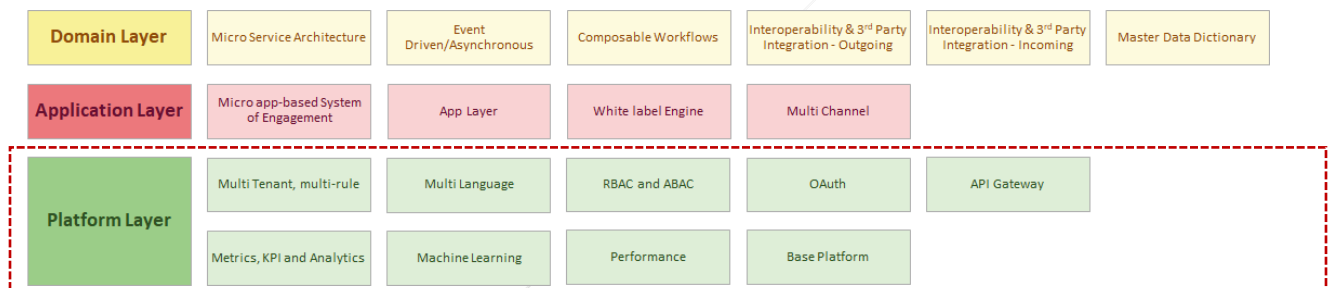 Domain Layer
Micro Service Architecture
Event
Driven/Asynchronous
Composable Workflows
Interoperability & 3rd Party
Integration - Outgoing
Interoperability & 3rd Party
Integration - Incoming
Master Data Dictionary
Application Layer
Micro app-based System
of Engagement
App Layer
White label Engine
Multi Channel
Platform Layer
Multi Tenant, multi-rule
Multi Language
RBAC and ABAC
OAuth
API Gateway
Metrics, KPI and Analytics
Machine Learning
Performance
Base Platform